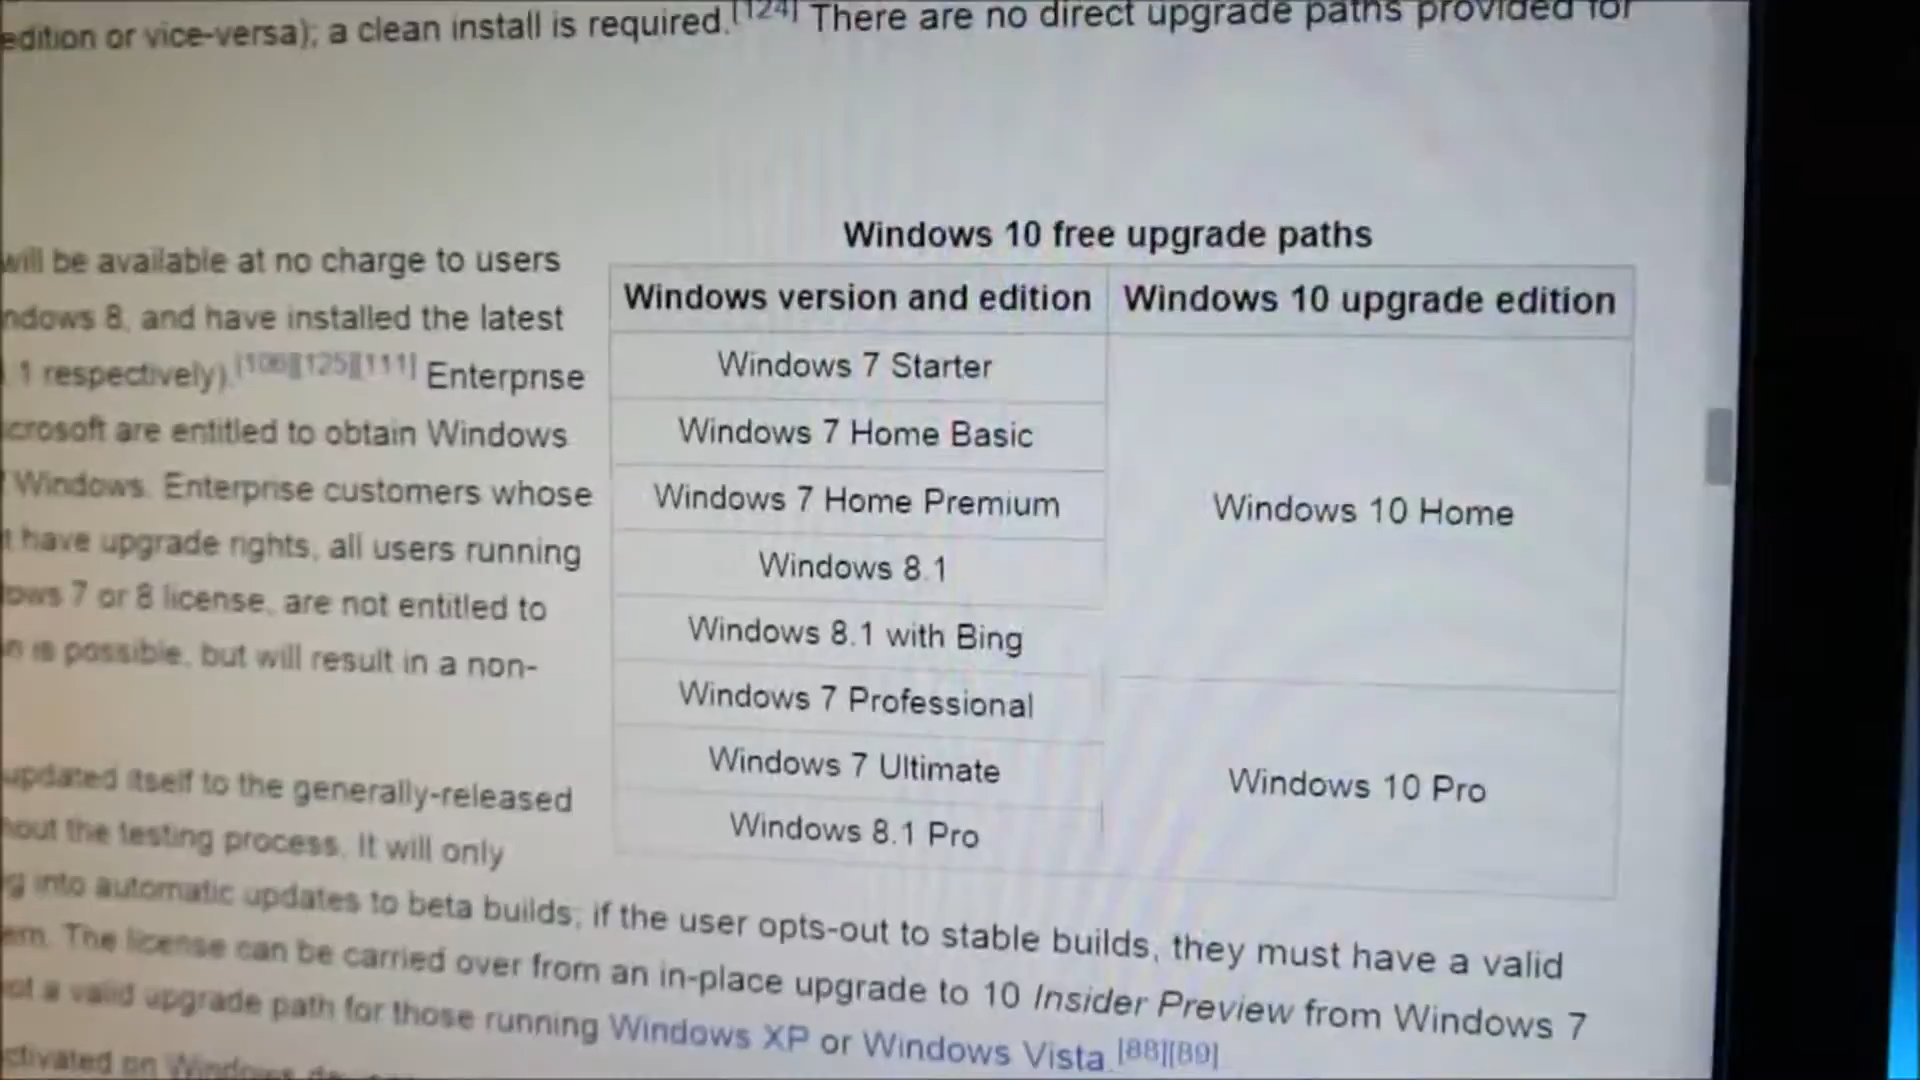 edition or vice-versa); a clean install is required.[124] There are no direct upgrade paths provided for
will be available at no charge to users
8, and have installed the latest
1 respectively).[106][125][111] Enterprise
are entitled to obtain Windows
Windows. Enterprise customers whose
have upgrade rights, all users running
7 or 8 license, are not entitled to
is possible, but will result in a non-
Windows 10 free upgrade paths
Windows version and edition Windows 10 upgrade edition
Windows 7 Starter
Windows 7 Home Basic
Windows 7 Home Premium
Windows 8.1
Windows 8.1 with Bing
Windows 10 Home
Windows 7 Professional
Windows 7 Ultimate
Windows 8.1 Pro
Windows 10 Pro
updated itself to the generally-released
the testing process. It will only
into automatic updates to beta builds; if the user opts-out to stable builds, they must have a valid
The license can be carried over from an in-place upgrade to 10 Insider Preview from Windows 7
a valid upgrade path for those running Windows XP or Windows Vista.[88][89]
on Windows